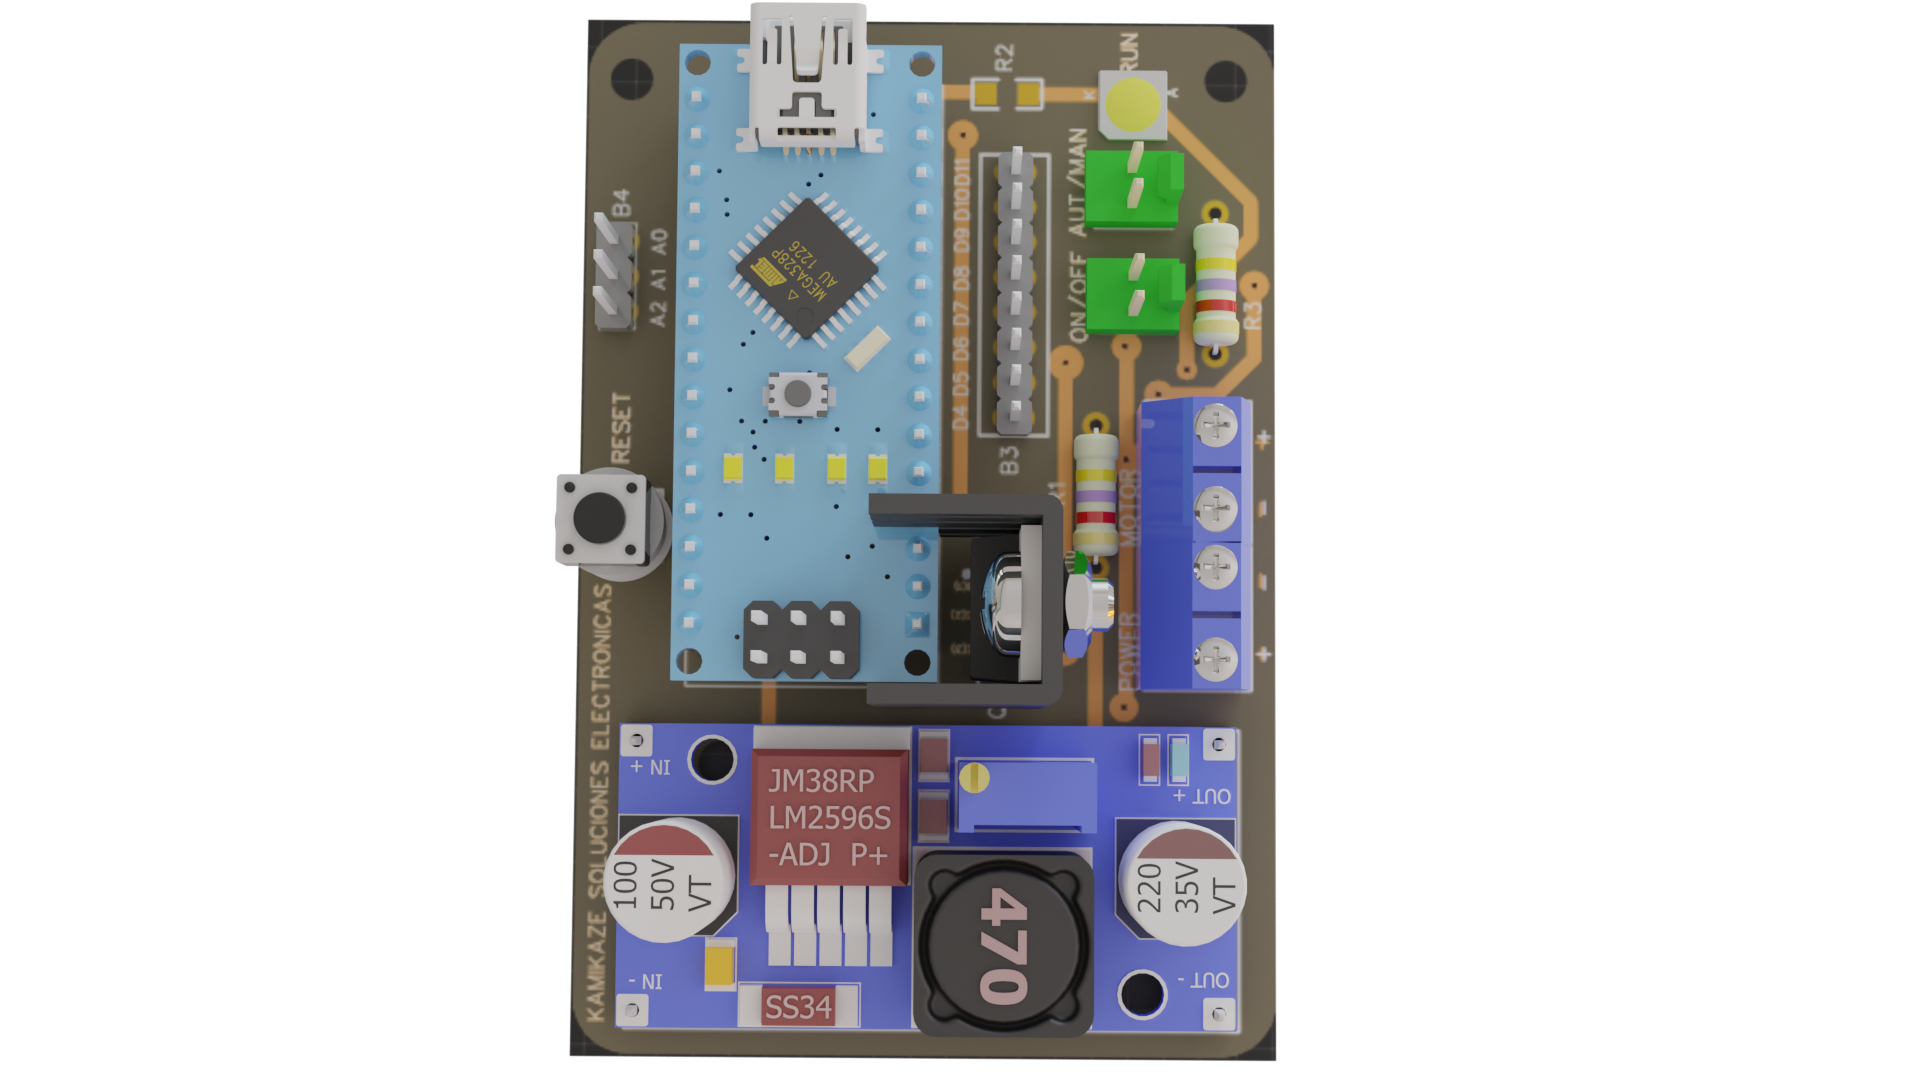 R2
RUN
K
A
AUT/MAN
ON/OFF
B4
A0
A1
A2
D11
D10
D9
D8
D7
D6
D5
D4
B3
R3
R1
ATMEL
MEGA328P
AU 1226
RESET
MOTOR
POWER
+
-
-
+
KAMIKAZE SOLUCIONES ELECTRONICAS
IN +
JM38RP
LM2596S
-ADJ P+
OUT +
100
50V
VT
470
220
35V
VT
IN -
SS34
OUT -